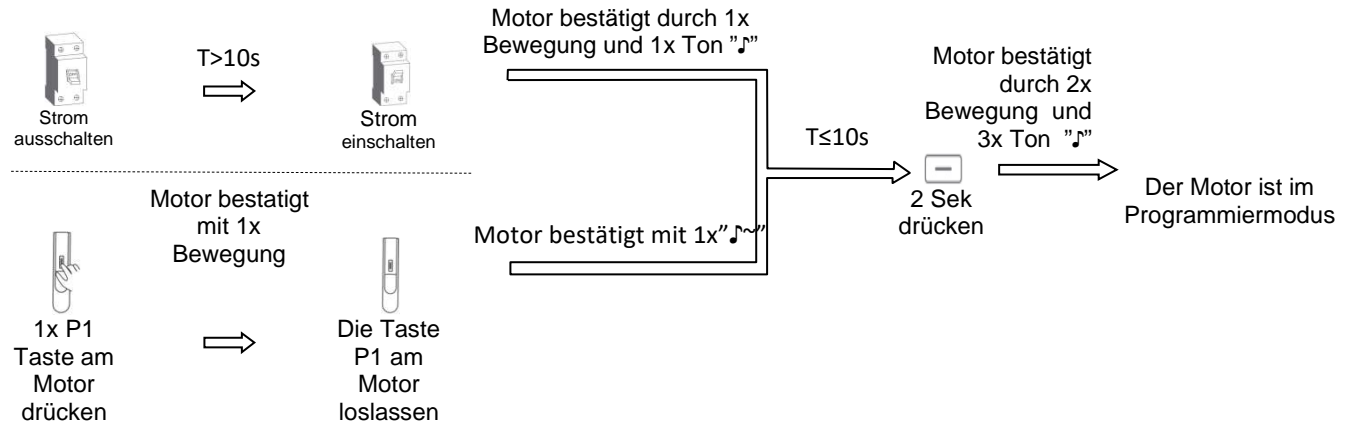 Strom
ausschalten
T>10s
Strom
einschalten
Motor bestätigt durch 1x
Bewegung und 1x Ton ”♪”
Motor bestatigt
mit 1x
Bewegung
1x P1
Taste am
Motor
drücken
Die Taste
P1 am
Motor
loslassen
Motor bestätigt mit 1x”♪~”
T≤10s
2 Sek
drücken
Motor bestätigt
durch 2x
Bewegung und
3x Ton ”♪”
Der Motor ist im
Programmiermodus